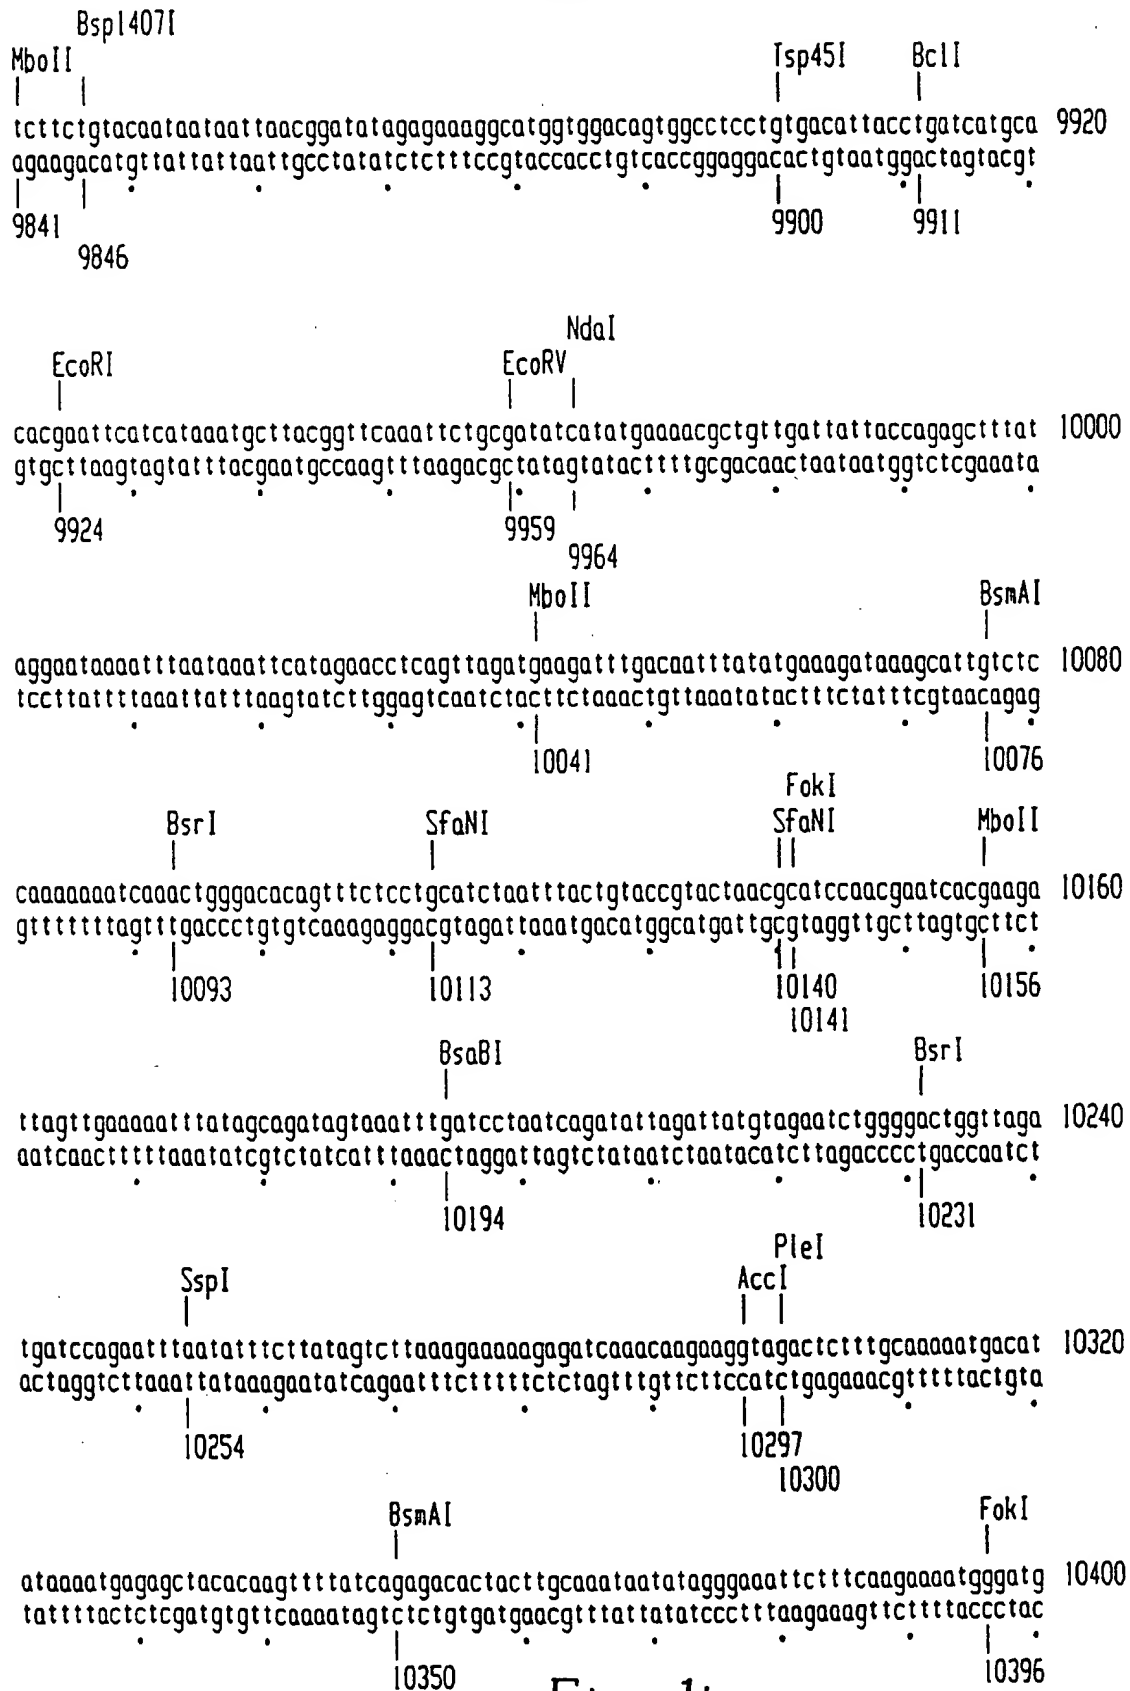 Bsp1407I
MboII Tsp45I BclI
tcttctgtacaataataattaacggatatagagaaaggcatggtggacagtggcctcctgtgacattacctgatcatgca 9920
agaagacatgttattattaattgcctatatctctttccgtaccacctgtcaccggaggacactgtaatggactagtacgt
9841 9900 9911
9846
NdaI
EcoRI EcoRV
cacgaattcatcataaatgcttacggttcaaattctgcgatatcatatgaaaacgctgttgattattaccagagctttat 10000
gtgcttaagtagtatttacgaatgccaagtttaagacgctatagtatacttttgcgacaactaataatggtctcgaaata
9924 9959
9964
MboII BsmAI
aggaataaaatttaataaattcatagaacctcagttagatgaagatttgacaatttatatgaaagataaagcattgtctc 10080
tccttattttaaattatttaagtatcttggagtcaatctacttctaaactgttaaatatactttctatttcgtaacagag
10041 10076
FokI
BsrI SfaNI SfaNI MboII
caaaaaaatcaaactgggacacagtttctcctgcatctaatttactgtaccgtactaacgcatccaacgaatcacgaaga 10160
gtttttttagtttgaccctgtgtcaaagaggacgtagattaaatgacatggcatgattgcgtaggttgcttagtgcttct
10093 10113 10140 10156
10141
BsaBI BsrI
ttagttgaaaaatttatagcagatagtaaatttgatcctaatcagatattagattatgtagaatctggggactggttaga 10240
aatcaactttttaaatatcgtctatcatttaaactaggattagtctataatctaatacatcttagacccctgaccaatct
10194 10231
PleI
SspI AccI
tgatccagaatttaatatttcttatagtcttaaagaaaaagagatcaaacaagaaggtagactctttgcaaaaatgacat 10320
actaggtcttaaattataaagaatatcagaatttctttttctctagtttgttcttccatctgagaaacgtttttactgta
10254 10297
10300
BsmAI FokI
ataaaatgagagctacacaagttttatcagagacactacttgcaaataatatagggaaattctttcaagaaaatgggatg 10400
tattttactctcgatgtgttcaaaatagtctctgtgatgaacgtttattatatccctttaagaaagttcttttaccctac
10350 10396